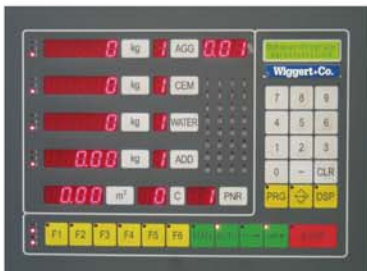 0 kg 1 AGG 0.01
Wiggert+Co.
0 kg 1 CEM
0 kg 1 WATER
0.00 kg 1 ADD
0.00 m³ 0 C 1 PNR
7 8 9
4 5 6
1 2 3
0 – CLR
PRG DSP
F1 F2 F3 F4 F5 F6